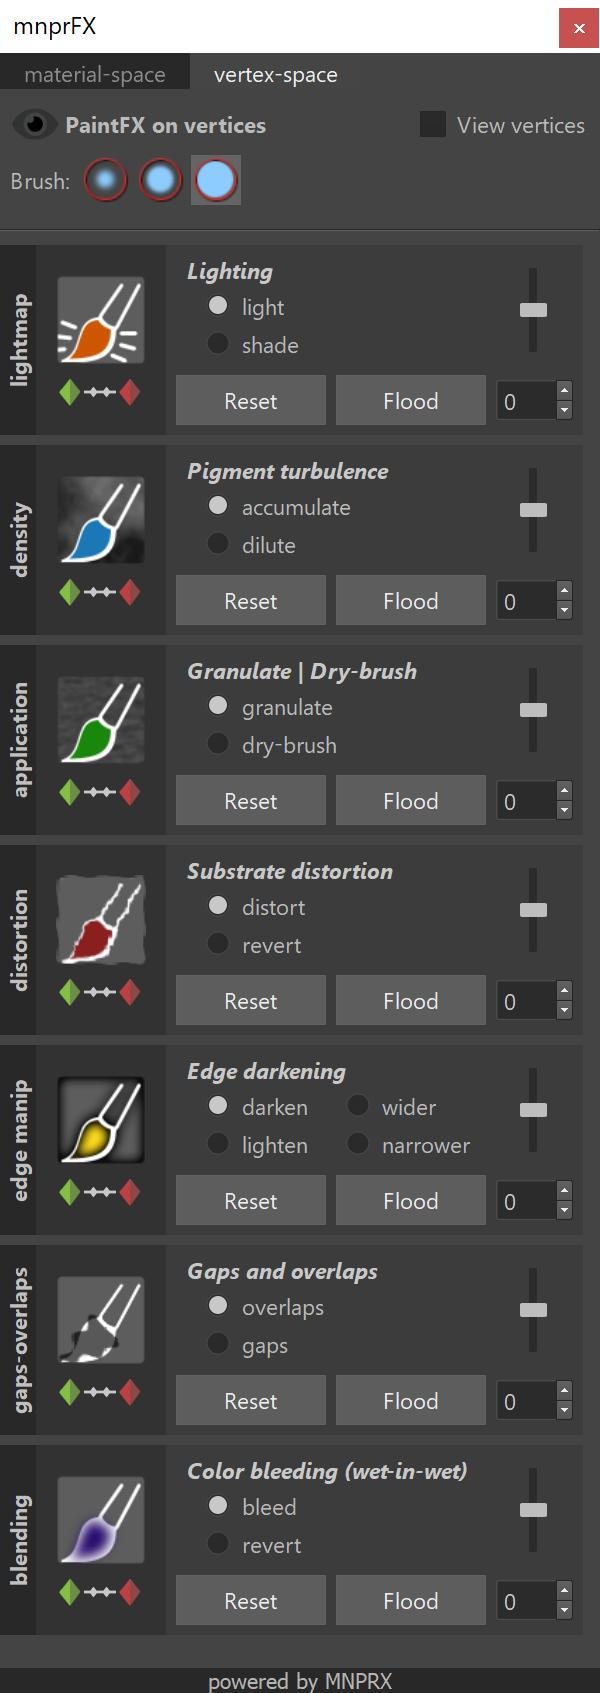 mnprFX
material-space vertex-space
PaintFX on vertices View vertices
Brush:
lightmap
Lighting
light
shade
Reset Flood 0
density
Pigment turbulence
accumulate
dilute
Reset Flood 0
application
Granulate | Dry-brush
granulate
dry-brush
Reset Flood 0
distortion
Substrate distortion
distort
revert
Reset Flood 0
edge manip
Edge darkening
darken wider
lighten narrower
Reset Flood 0
gaps-overlaps
Gaps and overlaps
overlaps
gaps
Reset Flood 0
blending
Color bleeding (wet-in-wet)
bleed
revert
Reset Flood 0
powered by MNPRX